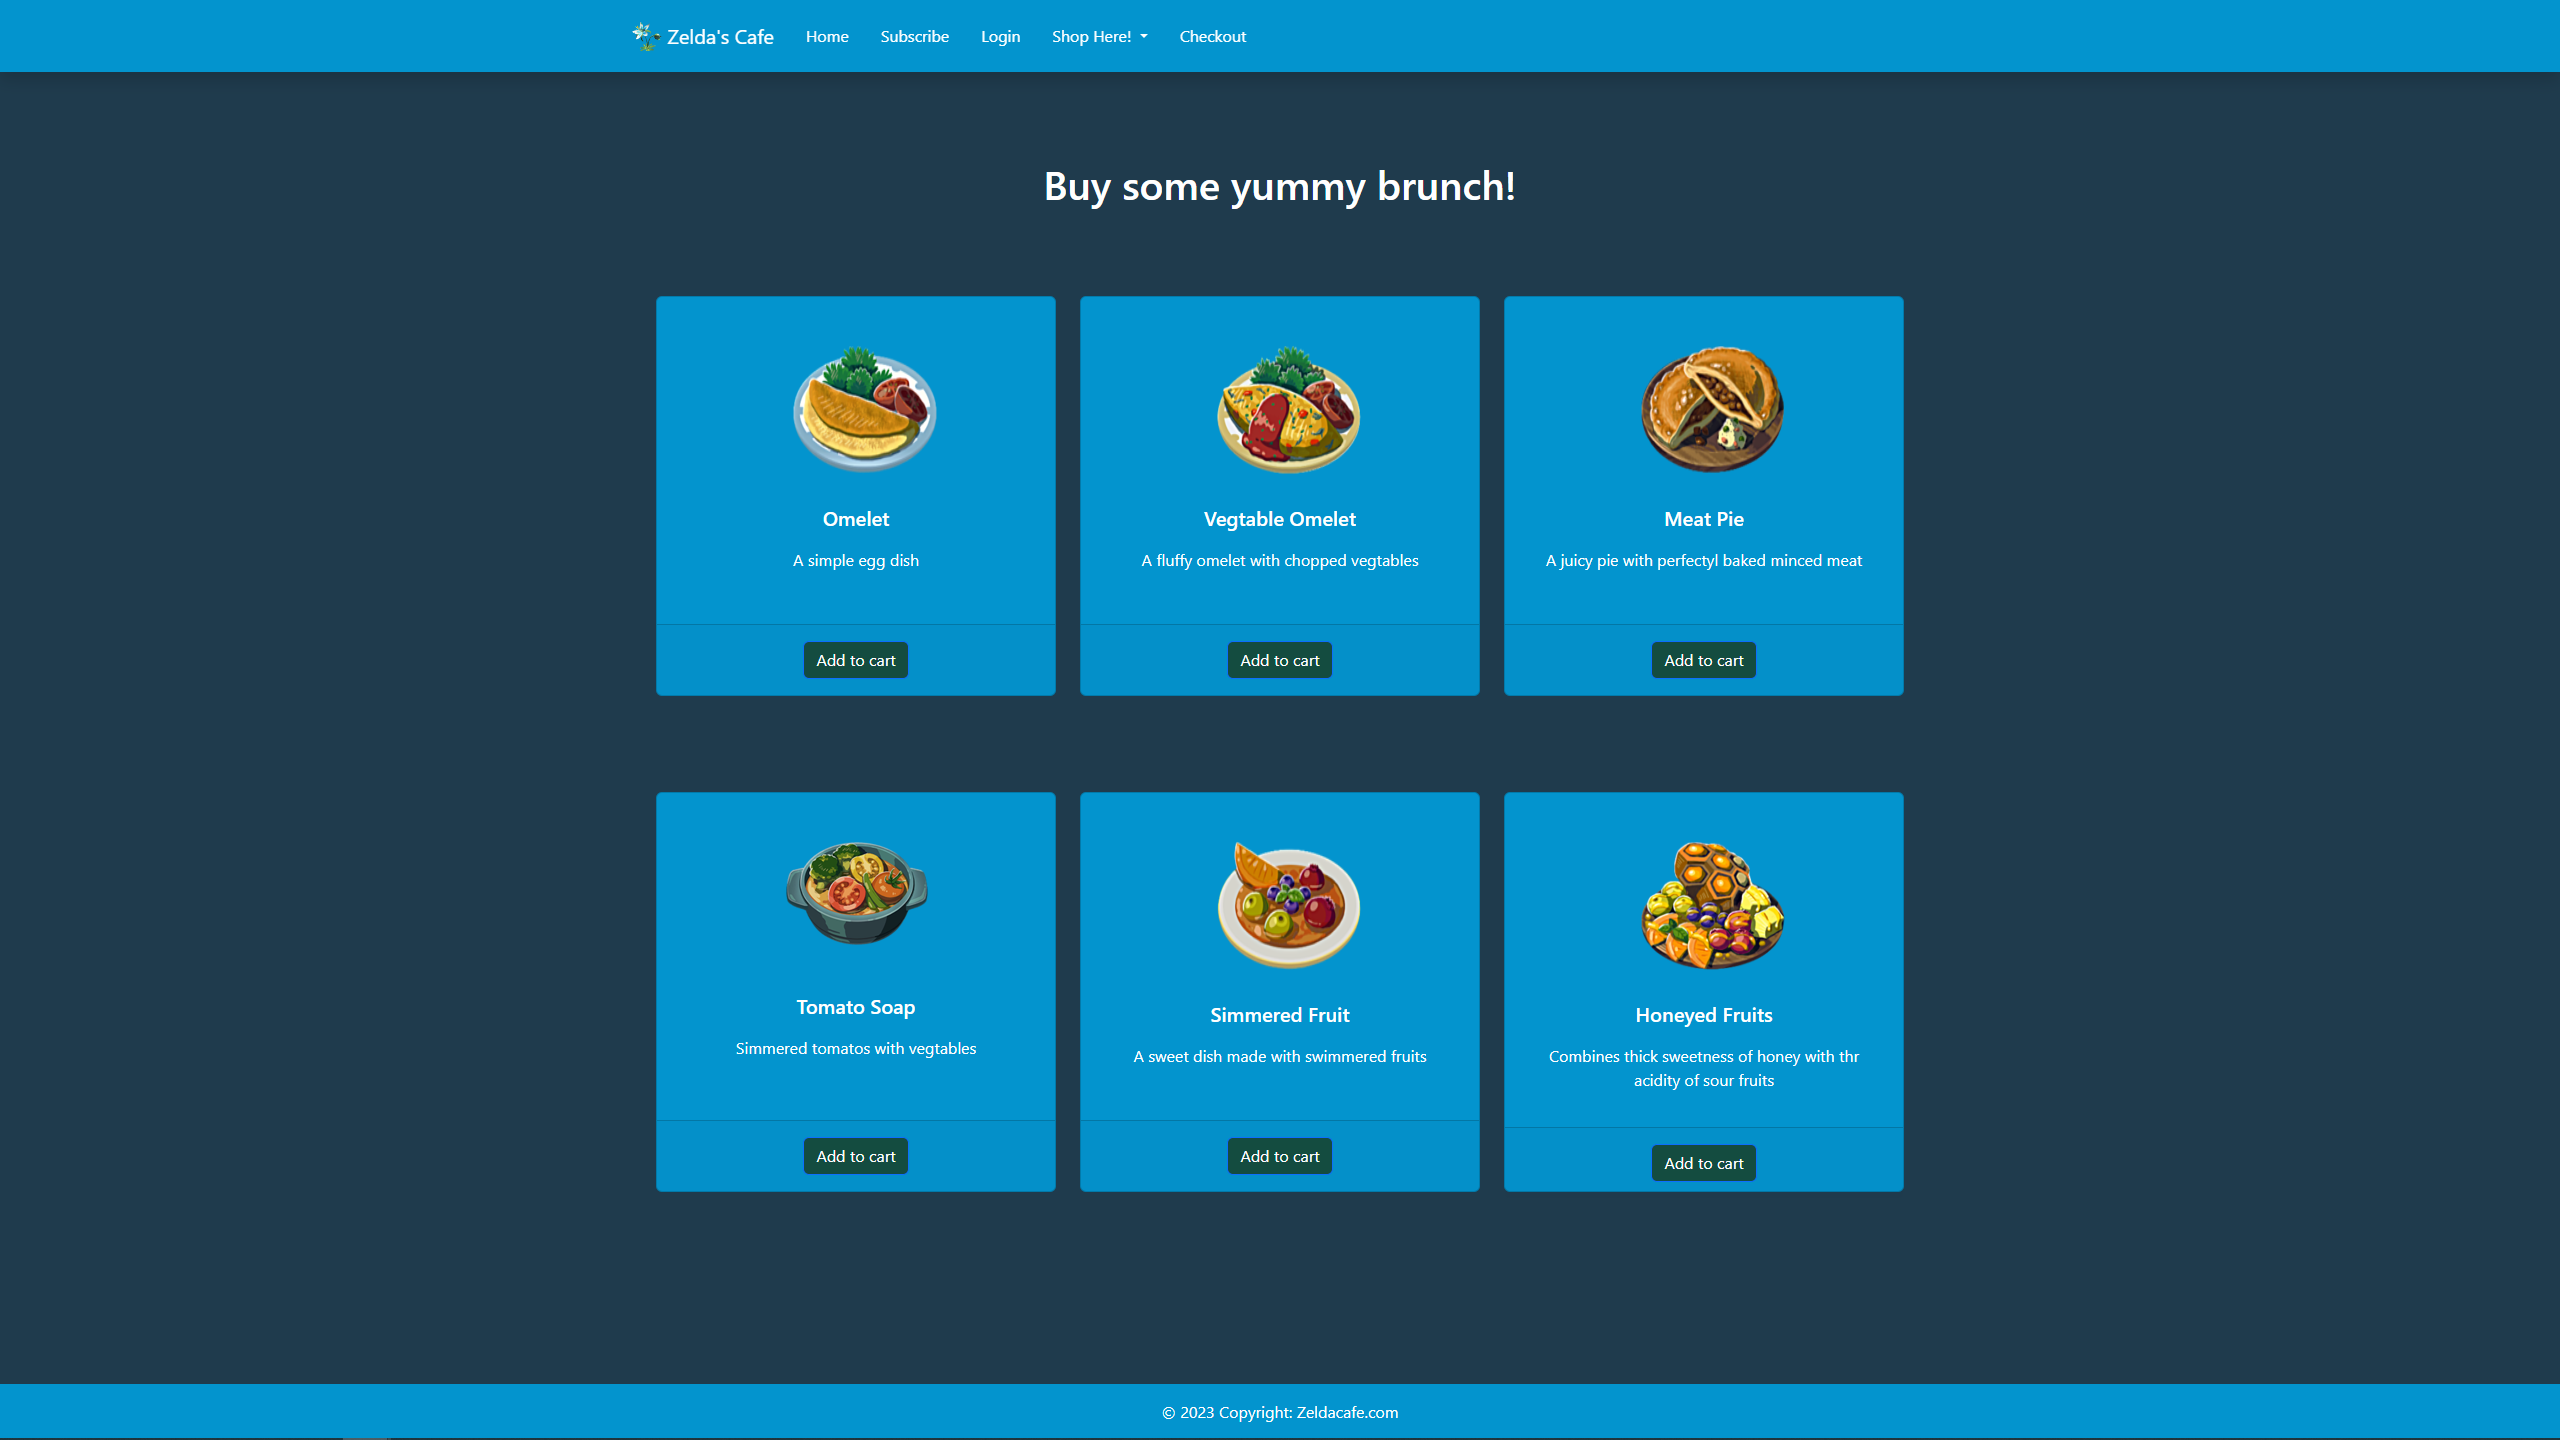 Zelda's Cafe Home Subscribe Login Shop Here! Checkout
Buy some yummy brunch!
Omelet
A simple egg dish
Add to cart
Vegtable Omelet
A fluffy omelet with chopped vegtables
Add to cart
Meat Pie
A juicy pie with perfectyl baked minced meat
Add to cart
Tomato Soap
Simmered tomatos with vegtables
Add to cart
Simmered Fruit
A sweet dish made with swimmered fruits
Add to cart
Honeyed Fruits
Combines thick sweetness of honey with thr
acidity of sour fruits
Add to cart
© 2023 Copyright: Zeldacafe.com